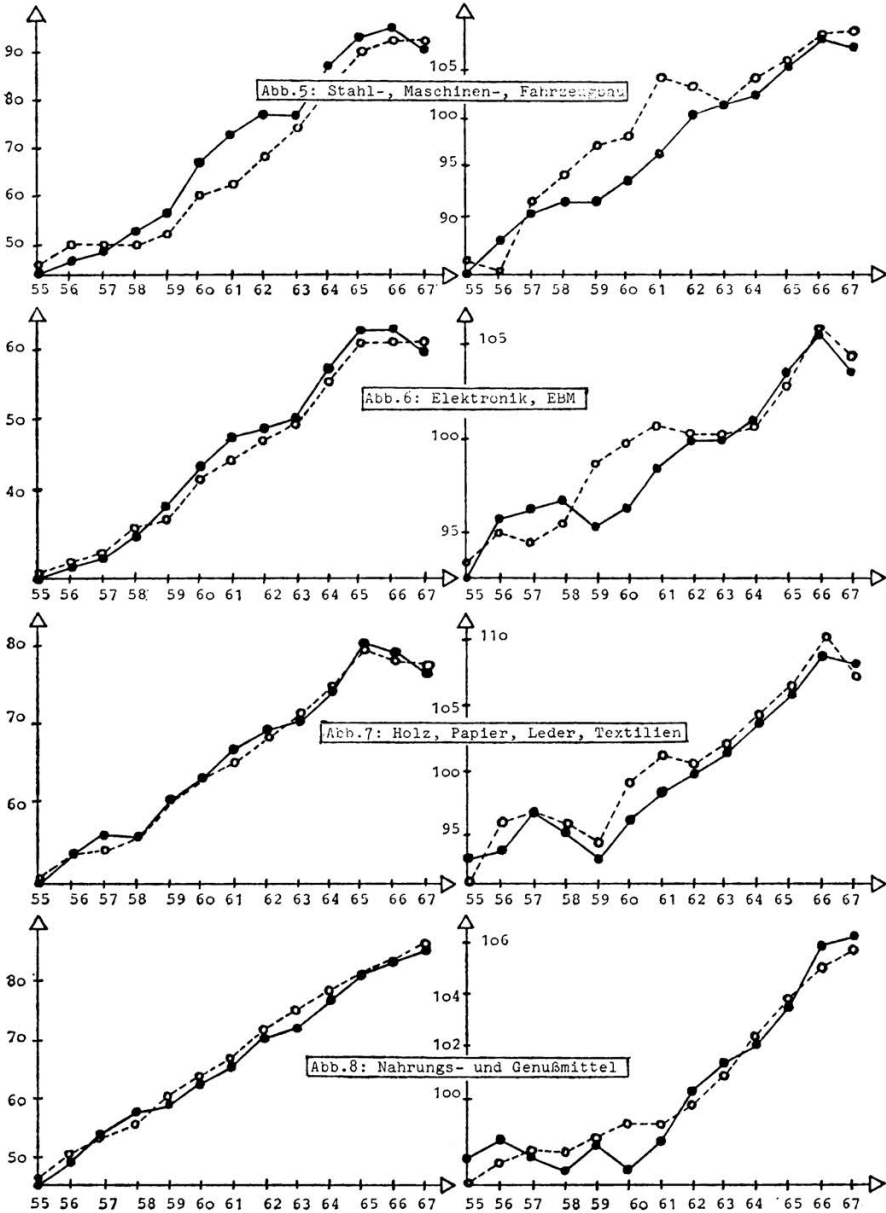 9o
8o
7o
6o
5o
55 56 57 58 59 6o 61 62 63 64 65 66 67
1o5
1oo
95
9o
55 56 57 58 59 6o 61 62 63 64 65 66 67
Abb.5: Stahl-, Maschinen-, Fahrzeugbau
6o
5o
4o
55 56 57 58 59 6o 61 62 63 64 65 66 67
1o5
1oo
95
55 56 57 58 59 6o 61 62 63 64 65 66 67
Abb.6: Elektronik, EBM
8o
7o
6o
55 56 57 58 59 6o 61 62 63 64 65 66 67
11o
1o5
1oo
95
55 56 57 58 59 6o 61 62 63 64 65 66 67
Abb.7: Holz, Papier, Leder, Textilien
8o
7o
6o
5o
55 56 57 58 59 6o 61 62 63 64 65 66 67
1o6
1o4
1o2
1oo
55 56 57 58 59 6o 61 62 63 64 65 66 67
Abb.8: Nahrungs- und Genußmittel